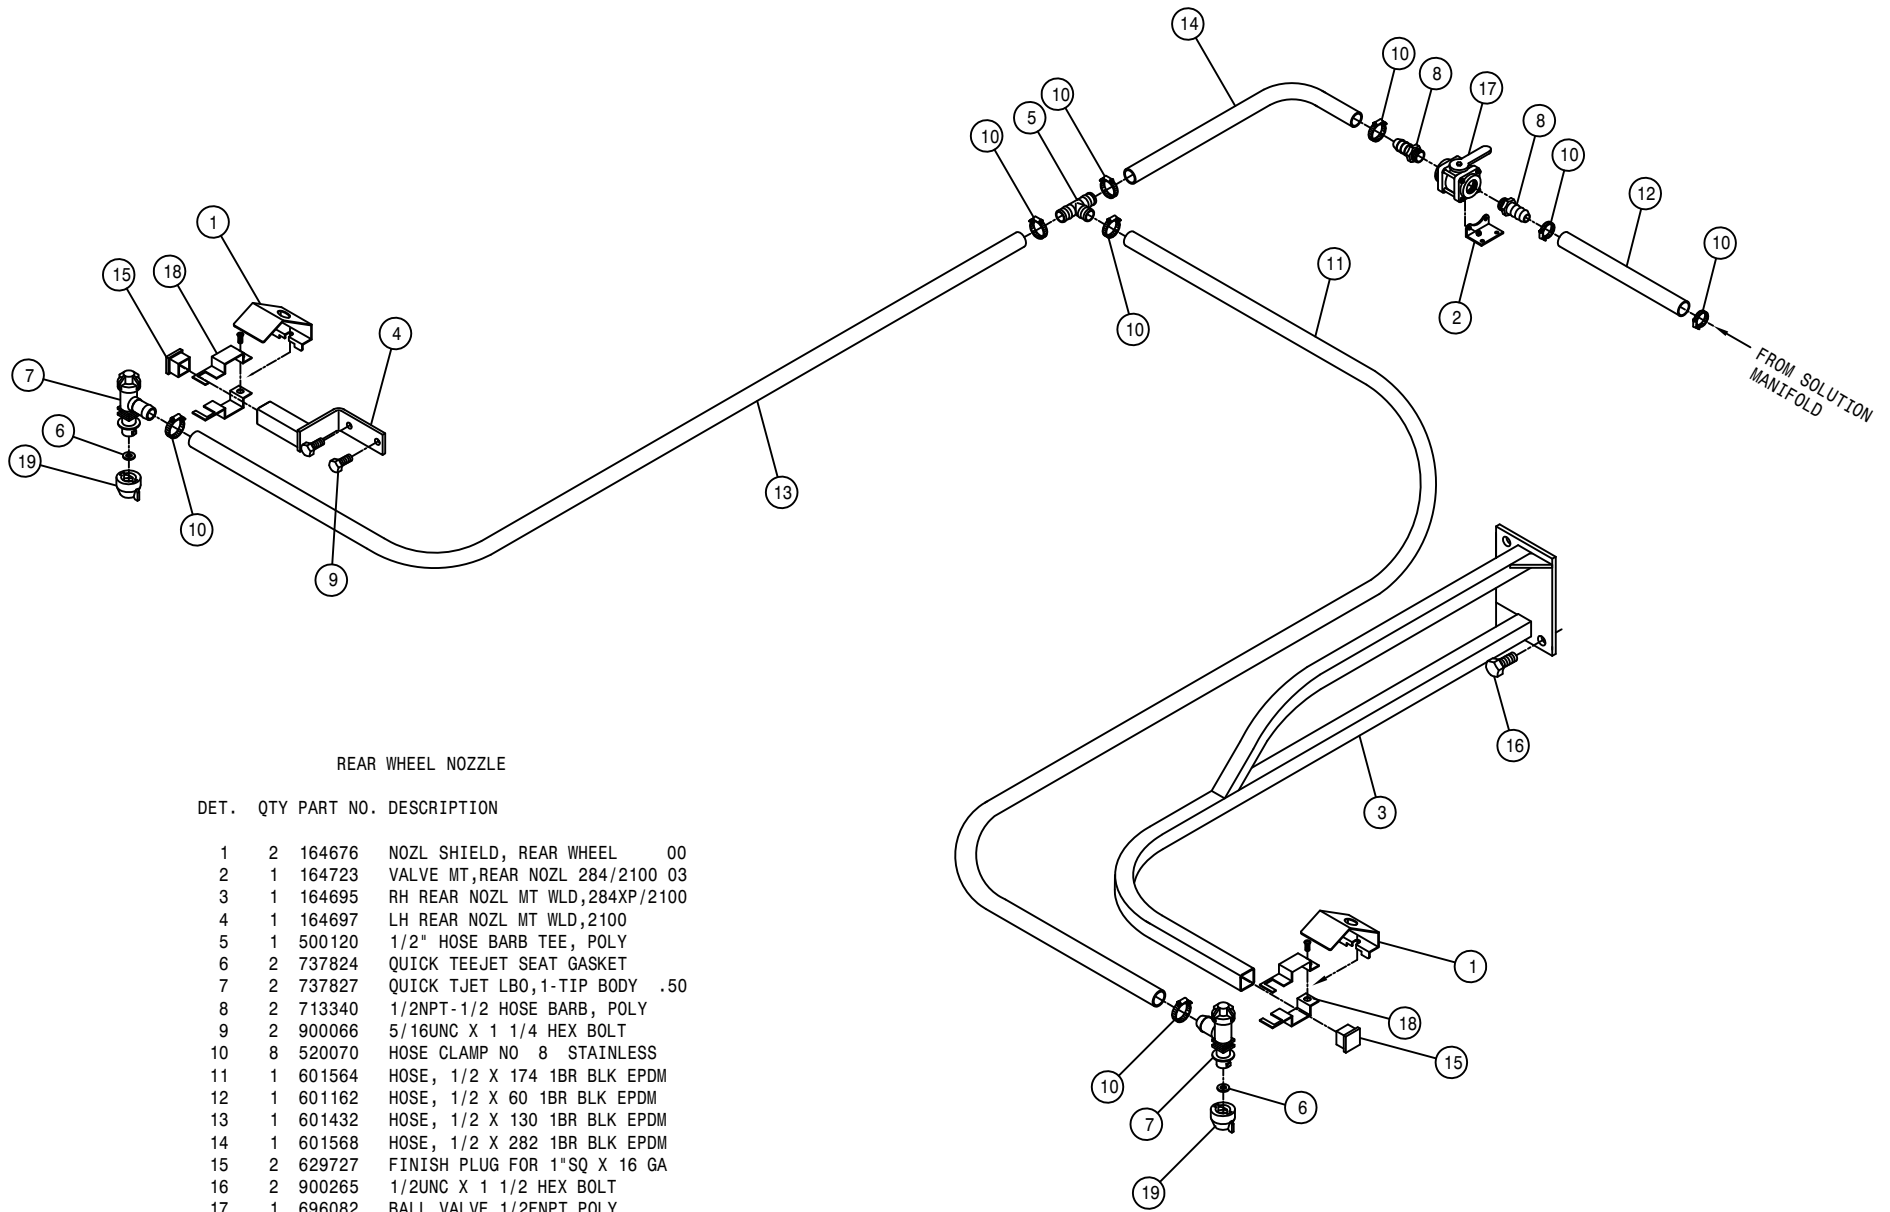 14
10
8
17
10
5
10
8
10
12
1
10
11
15
18
2
10
4
FROM SOLUTION
MANIFOLD
7
6
19
13
10
9
16
REAR WHEEL NOZZLE
3
DET. QTY PART NO. DESCRIPTION
1 2 164676 NOZL SHIELD, REAR WHEEL 00
2 1 164723 VALVE MT,REAR NOZL 284/2100 03
3 1 164695 RH REAR NOZL MT WLD,284XP/2100
4 1 164697 LH REAR NOZL MT WLD,2100
5 1 500120 1/2" HOSE BARB TEE, POLY
6 2 737824 QUICK TEEJET SEAT GASKET
7 2 737827 QUICK TJET LBO,1-TIP BODY .50
8 2 713340 1/2NPT-1/2 HOSE BARB, POLY
9 2 900066 5/16UNC X 1 1/4 HEX BOLT
10 8 520070 HOSE CLAMP NO 8 STAINLESS
11 1 601564 HOSE, 1/2 X 174 1BR BLK EPDM
12 1 601162 HOSE, 1/2 X 60 1BR BLK EPDM
13 1 601432 HOSE, 1/2 X 130 1BR BLK EPDM
14 1 601568 HOSE, 1/2 X 282 1BR BLK EPDM
15 2 629727 FINISH PLUG FOR 1"SQ X 16 GA
16 2 900265 1/2UNC X 1 1/2 HEX BOLT
17 1 696082 BALL VALVE 1/2FNPT POLY
1
18
15
10
6
7
19